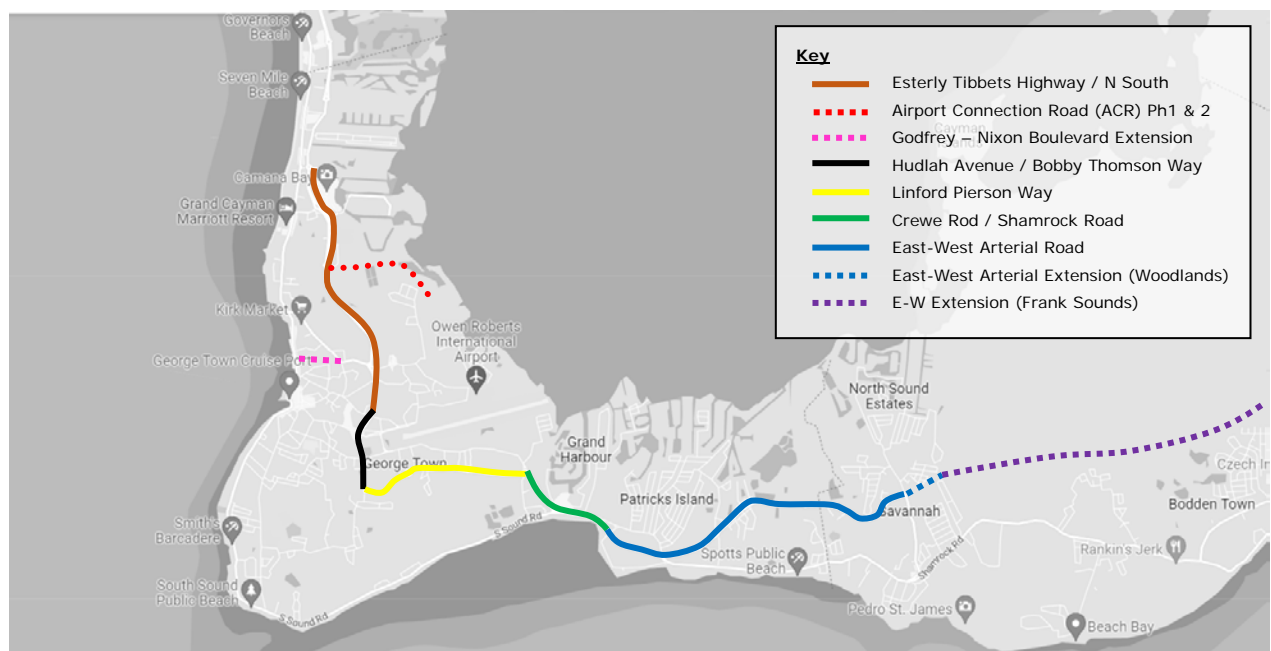 Governors
Beach
Seven Mile
Beach
Camana Bay
Grand Cayman
Marriott Resort
Kirk Market
George Town Cruise Port
Owen Roberts
International
Airport
George Town
Grand
Harbour
Patricks Island
North Sound
Estates
Savannah
Spotts Public
Beach
Shamrock Rd
S Sound Rd
Smith's
Barcadere
South Sound
Public Beach
S Sound Rd
Pedro St. James
Rankin's Jerk
Beach Bay
Bodden Town
Czech In
Cayman
Islands
Key
Esterly Tibbets Highway / N South
Airport Connection Road (ACR) Ph1 & 2
Godfrey – Nixon Boulevard Extension
Hudlah Avenue / Bobby Thomson Way
Linford Pierson Way
Crewe Rod / Shamrock Road
East-West Arterial Road
East-West Arterial Extension (Woodlands)
E-W Extension (Frank Sounds)